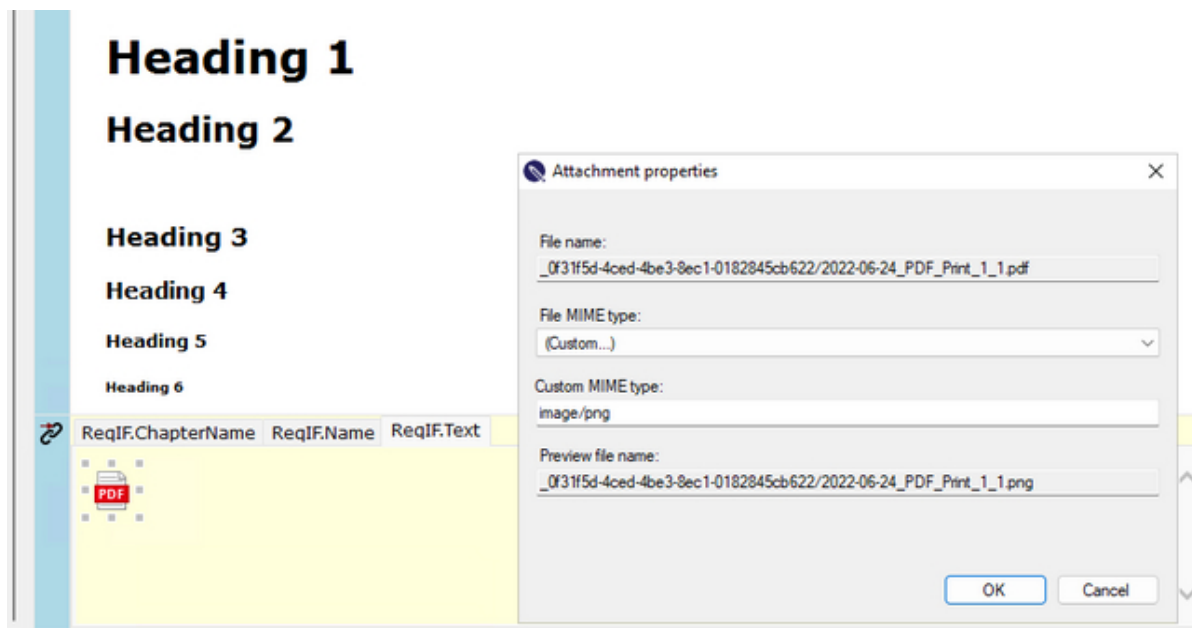 Heading 1
Heading 2
Heading 3
Heading 4
Heading 5
Heading 6
ReqIF.ChapterName ReqIF.Name ReqIF.Text
PDF
Attachment properties
File name:
_0f31f5d-4ced-4be3-8ec1-0182845cb622/2022-06-24_PDF_Print_1_1.pdf
File MIME type:
(Custom...)
Custom MIME type:
image/png
Preview file name:
_0f31f5d-4ced-4be3-8ec1-0182845cb622/2022-06-24_PDF_Print_1_1.png
OK Cancel